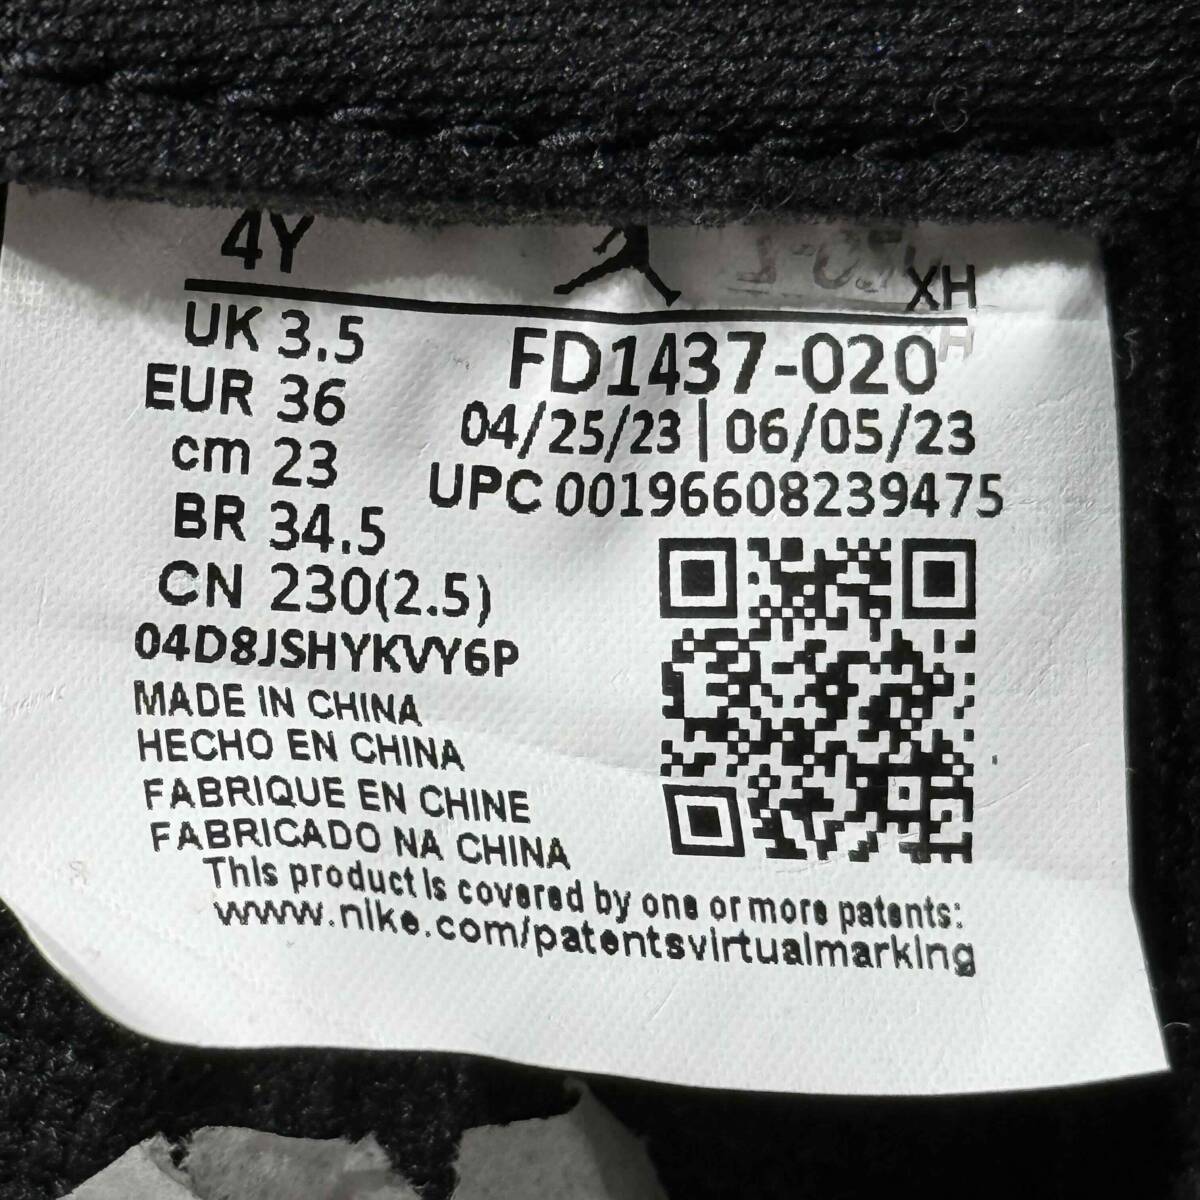 4Y
XH
UK 3.5
EUR 36
cm 23
BR 34.5
CN 230(2.5)
FD1437-020
04/25/23 | 06/05/23
UPC 00196608239475
04D8JSHYKVY6P
MADE IN CHINA
HECHO EN CHINA
FABRIQUE EN CHINE
FABRICADO NA CHINA
This product is covered by one or more patents:
www.nike.com/patentsvirtualmarking